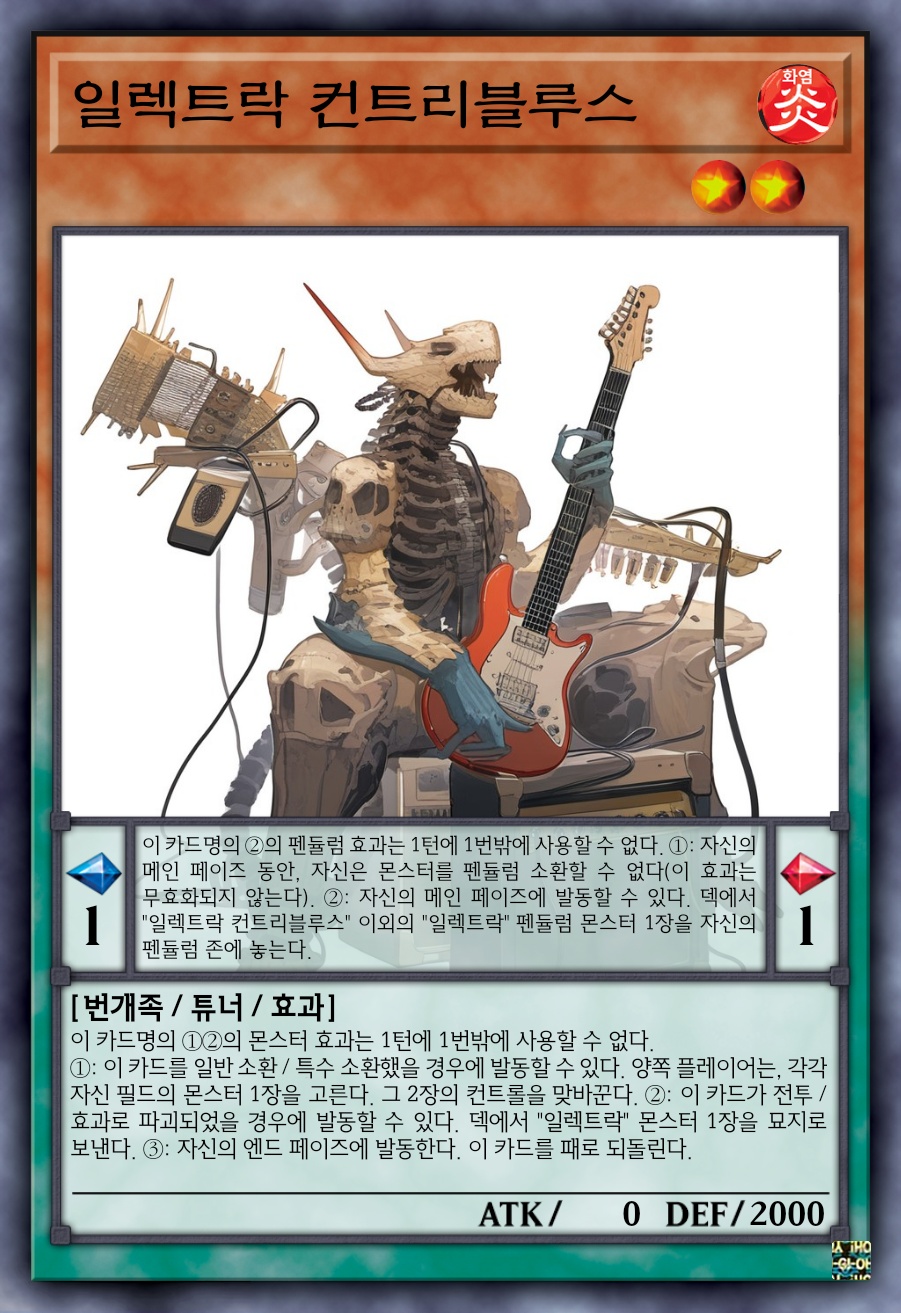 일렉트락 컨트리블루스
화염
炎
이 카드명의 ②의 펜듈럼 효과는 1턴에 1번밖에 사용할 수 없다. ①: 자신의
메인 페이즈 동안, 자신은 몬스터를 펜듈럼 소환할 수 없다(이 효과는
무효화되지 않는다). ②: 자신의 메인 페이즈에 발동할 수 있다. 덱에서
"일렉트락 컨트리블루스" 이외의 "일렉트락" 펜듈럼 몬스터 1장을 자신의
펜듈럼 존에 놓는다.
1
1
[번개족 / 튜너 / 효과]
이 카드명의 ①②의 몬스터 효과는 1턴에 1번밖에 사용할 수 없다.
①: 이 카드를 일반 소환 / 특수 소환했을 경우에 발동할 수 있다. 양쪽 플레이어는, 각각
자신 필드의 몬스터 1장을 고른다. 그 2장의 컨트롤을 맞바꾼다. ②: 이 카드가 전투 /
효과로 파괴되었을 경우에 발동할 수 있다. 덱에서 "일렉트락" 몬스터 1장을 묘지로
보낸다. ③: 자신의 엔드 페이즈에 발동한다. 이 카드를 패로 되돌린다.
ATK/ 0 DEF/2000